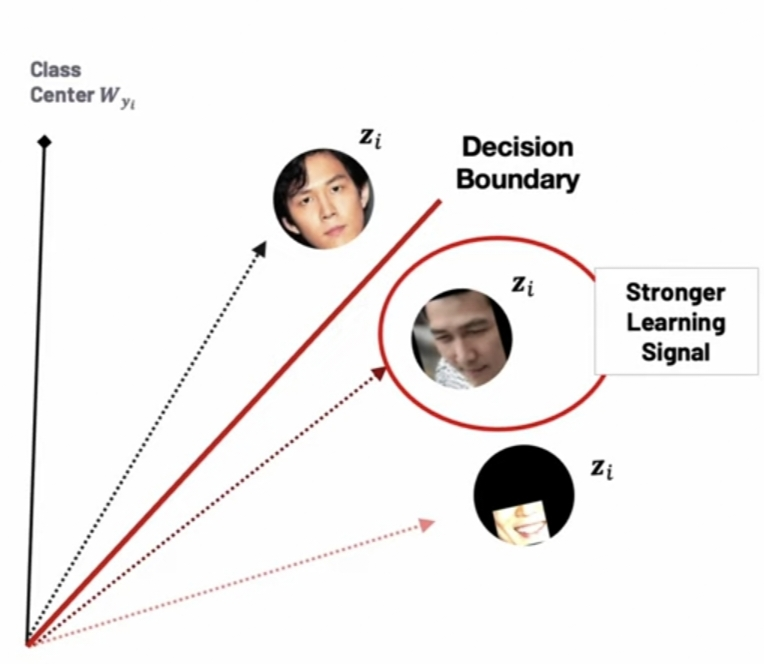 Class
Center W_{y_i}
z_i
Decision
Boundary
z_i
Stronger
Learning
Signal
z_i